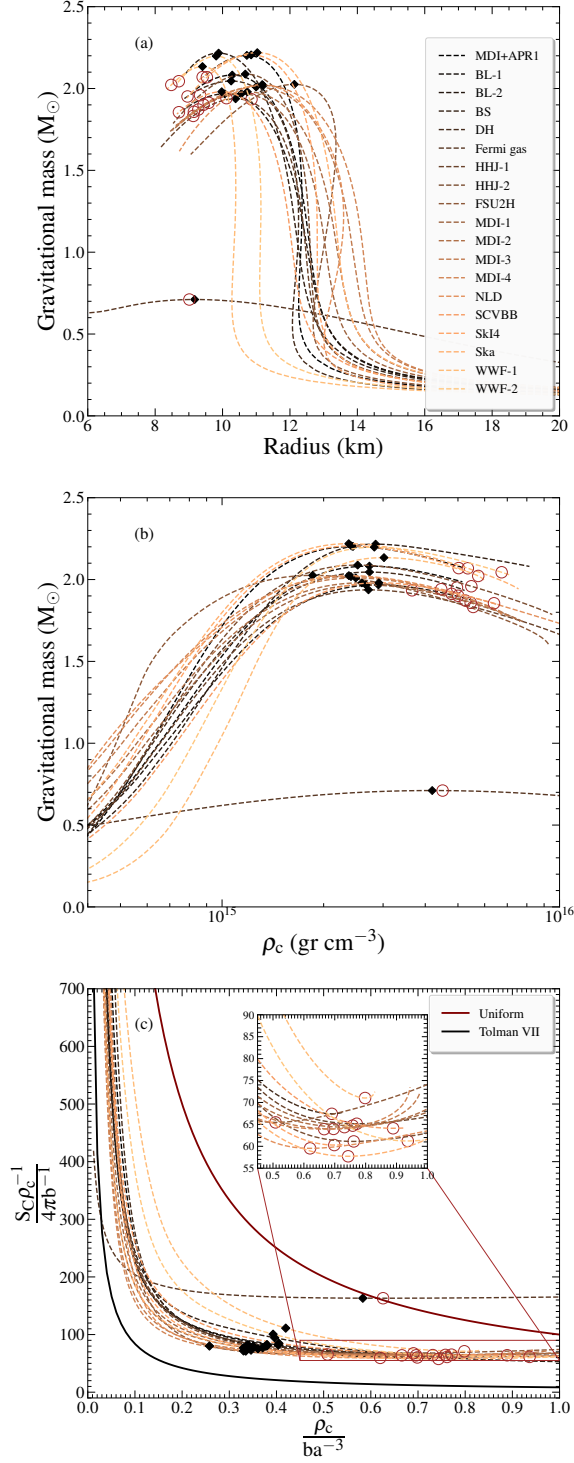 (a)
2.5
2.0
1.5
1.0
0.5
0.0
Gravitational mass (M⊙)
6 8 10 12 14 16 18 20
Radius (km)
MDI+APR1
BL-1
BL-2
BS
DH
Fermi gas
HHJ-1
HHJ-2
FSU2H
MDI-1
MDI-2
MDI-3
MDI-4
NLD
SCVBB
SkI4
Ska
WWF-1
WWF-2
(b)
2.5
2.0
1.5
1.0
0.5
0.0
Gravitational mass (M⊙)
10¹⁵ 10¹⁶
ρc (gr cm⁻³)
(c)
700
600
500
400
300
200
100
0
S_C ρ_c⁻¹
4πb⁻¹
Uniform
Tolman VII
90
85
80
75
70
65
60
55
0.5 0.6 0.7 0.8 0.9 1.0
0.0 0.1 0.2 0.3 0.4 0.5 0.6 0.7 0.8 0.9 1.0
ρc
ba⁻³